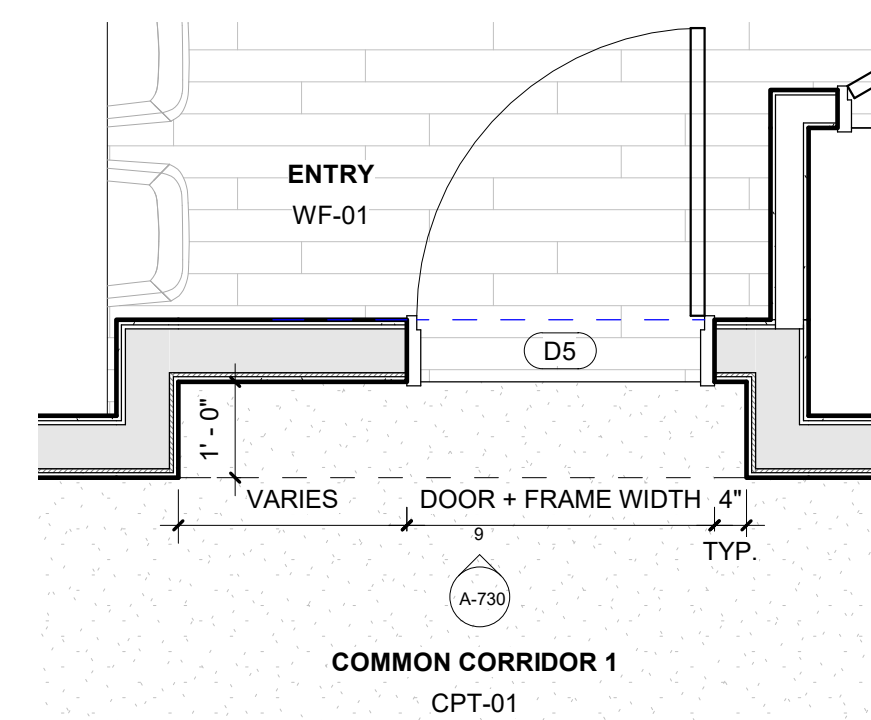 ENTRY
WF-01
D5
1' - 0"
VARIES
DOOR + FRAME WIDTH
4"
TYP.
9
A-730
COMMON CORRIDOR 1
CPT-01